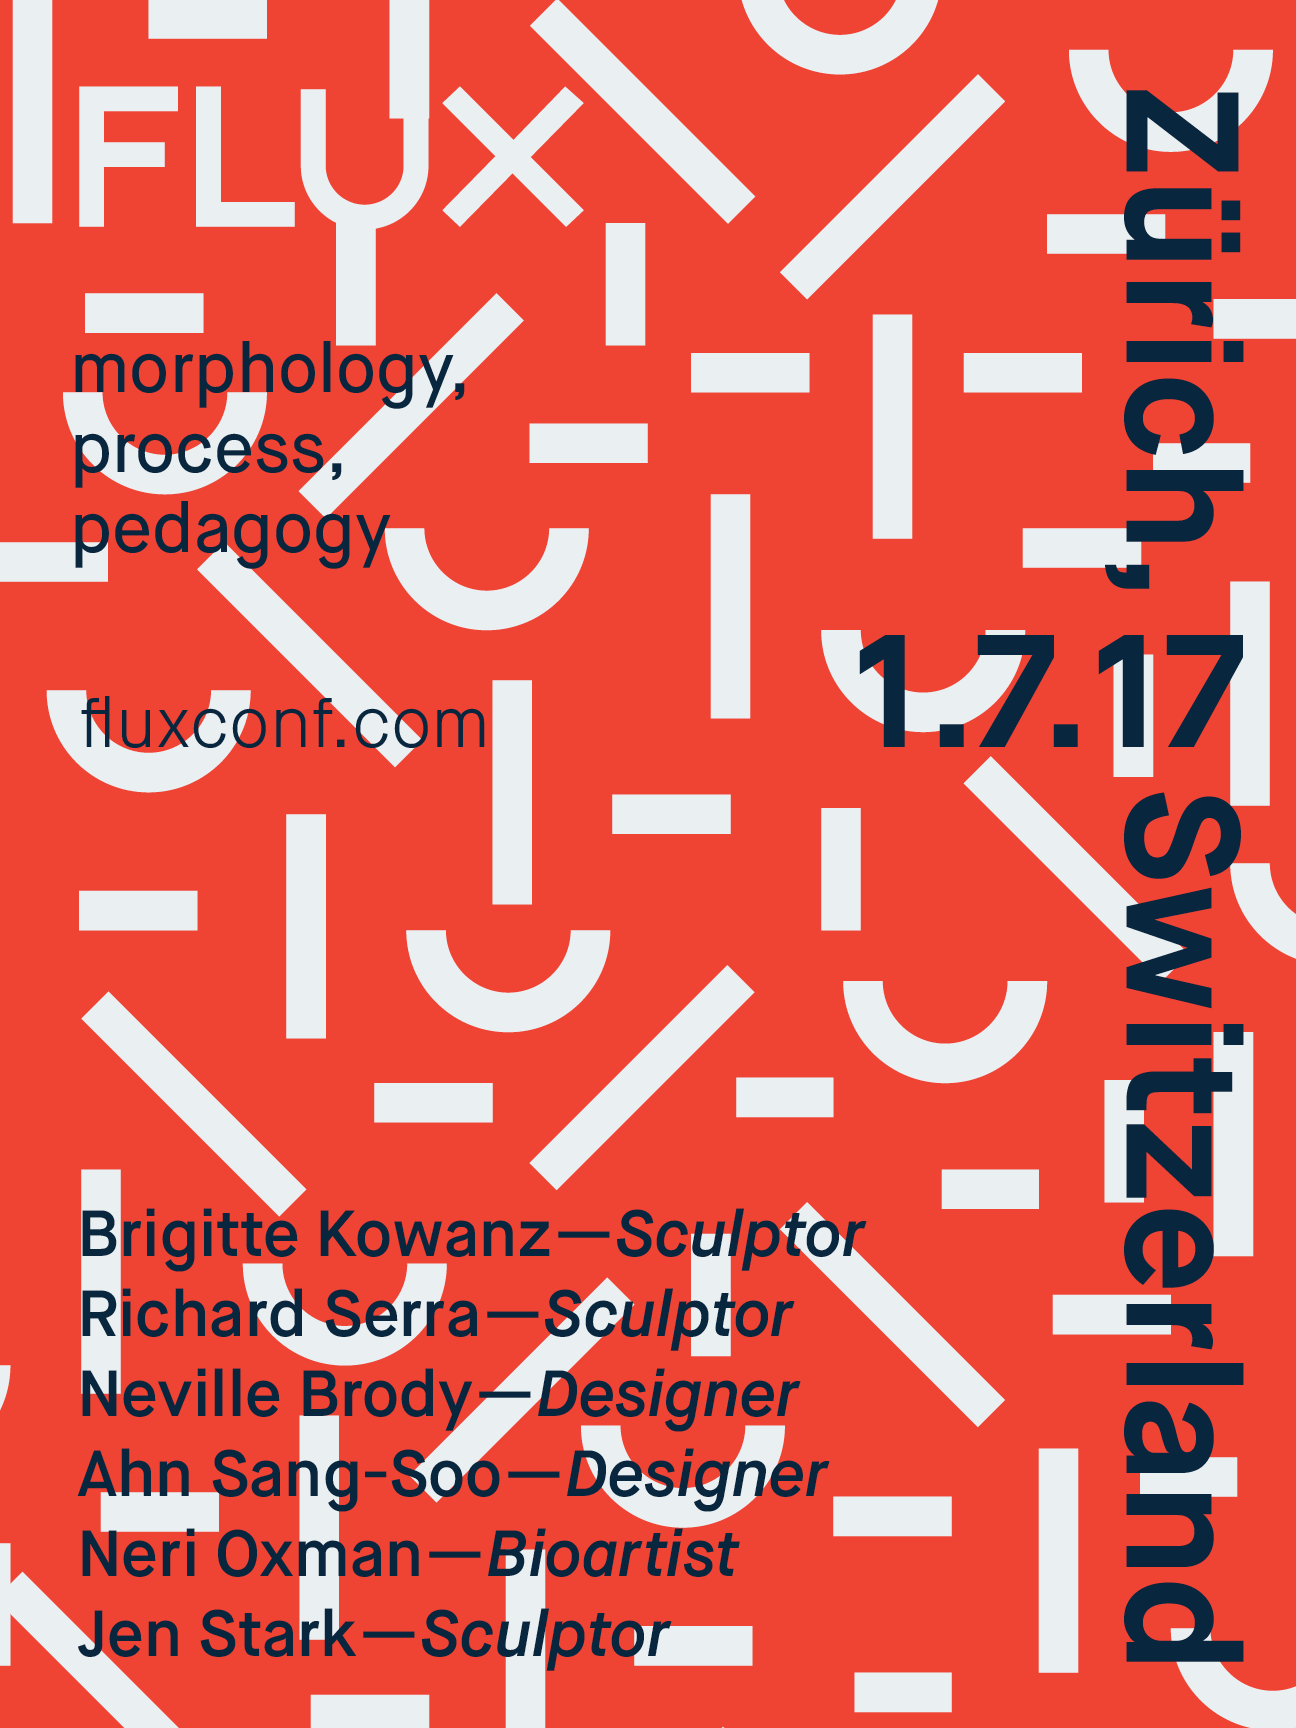 FLUX
morphology,
process,
pedagogy
fluxconf.com
Zürich,
1.7.17
Switzerland
Brigitte Kowanz—Sculptor
Richard Serra—Sculptor
Neville Brody—Designer
Ahn Sang-Soo—Designer
Neri Oxman—Bioartist
Jen Stark—Sculptor